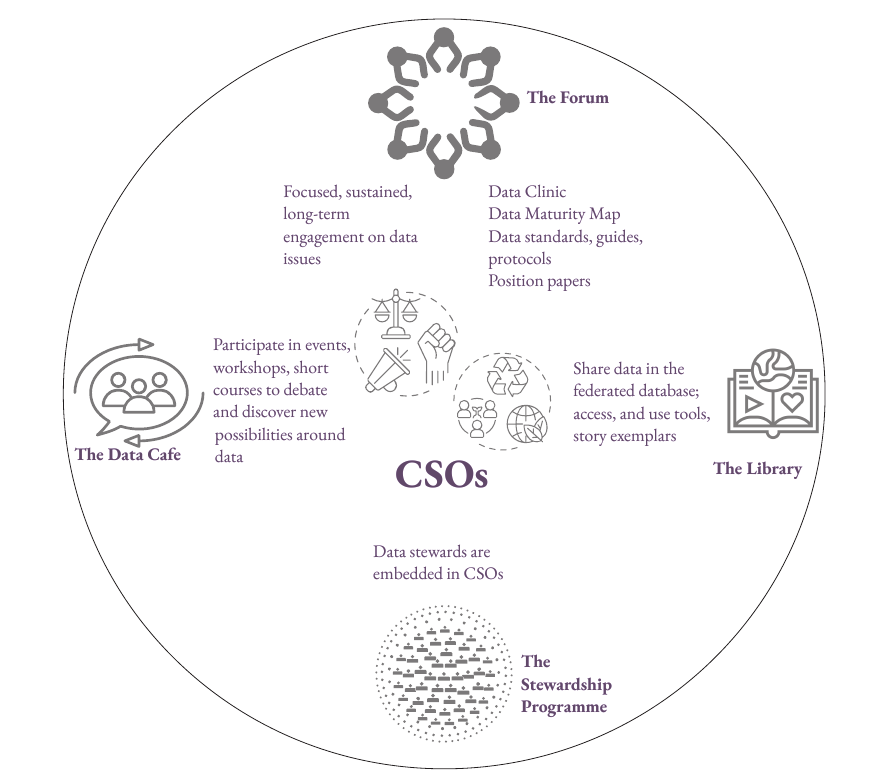 The Forum
Focused, sustained,
long-term
engagement on data
issues
Data Clinic
Data Maturity Map
Data standards, guides,
protocols
Position papers
Participate in events,
workshops, short
courses to debate
and discover new
possibilities around
data
The Data Cafe
Share data in the
federated database;
access, and use tools,
story exemplars
The Library
CSOs
Data stewards are
embedded in CSOs
The
Stewardship
Programme